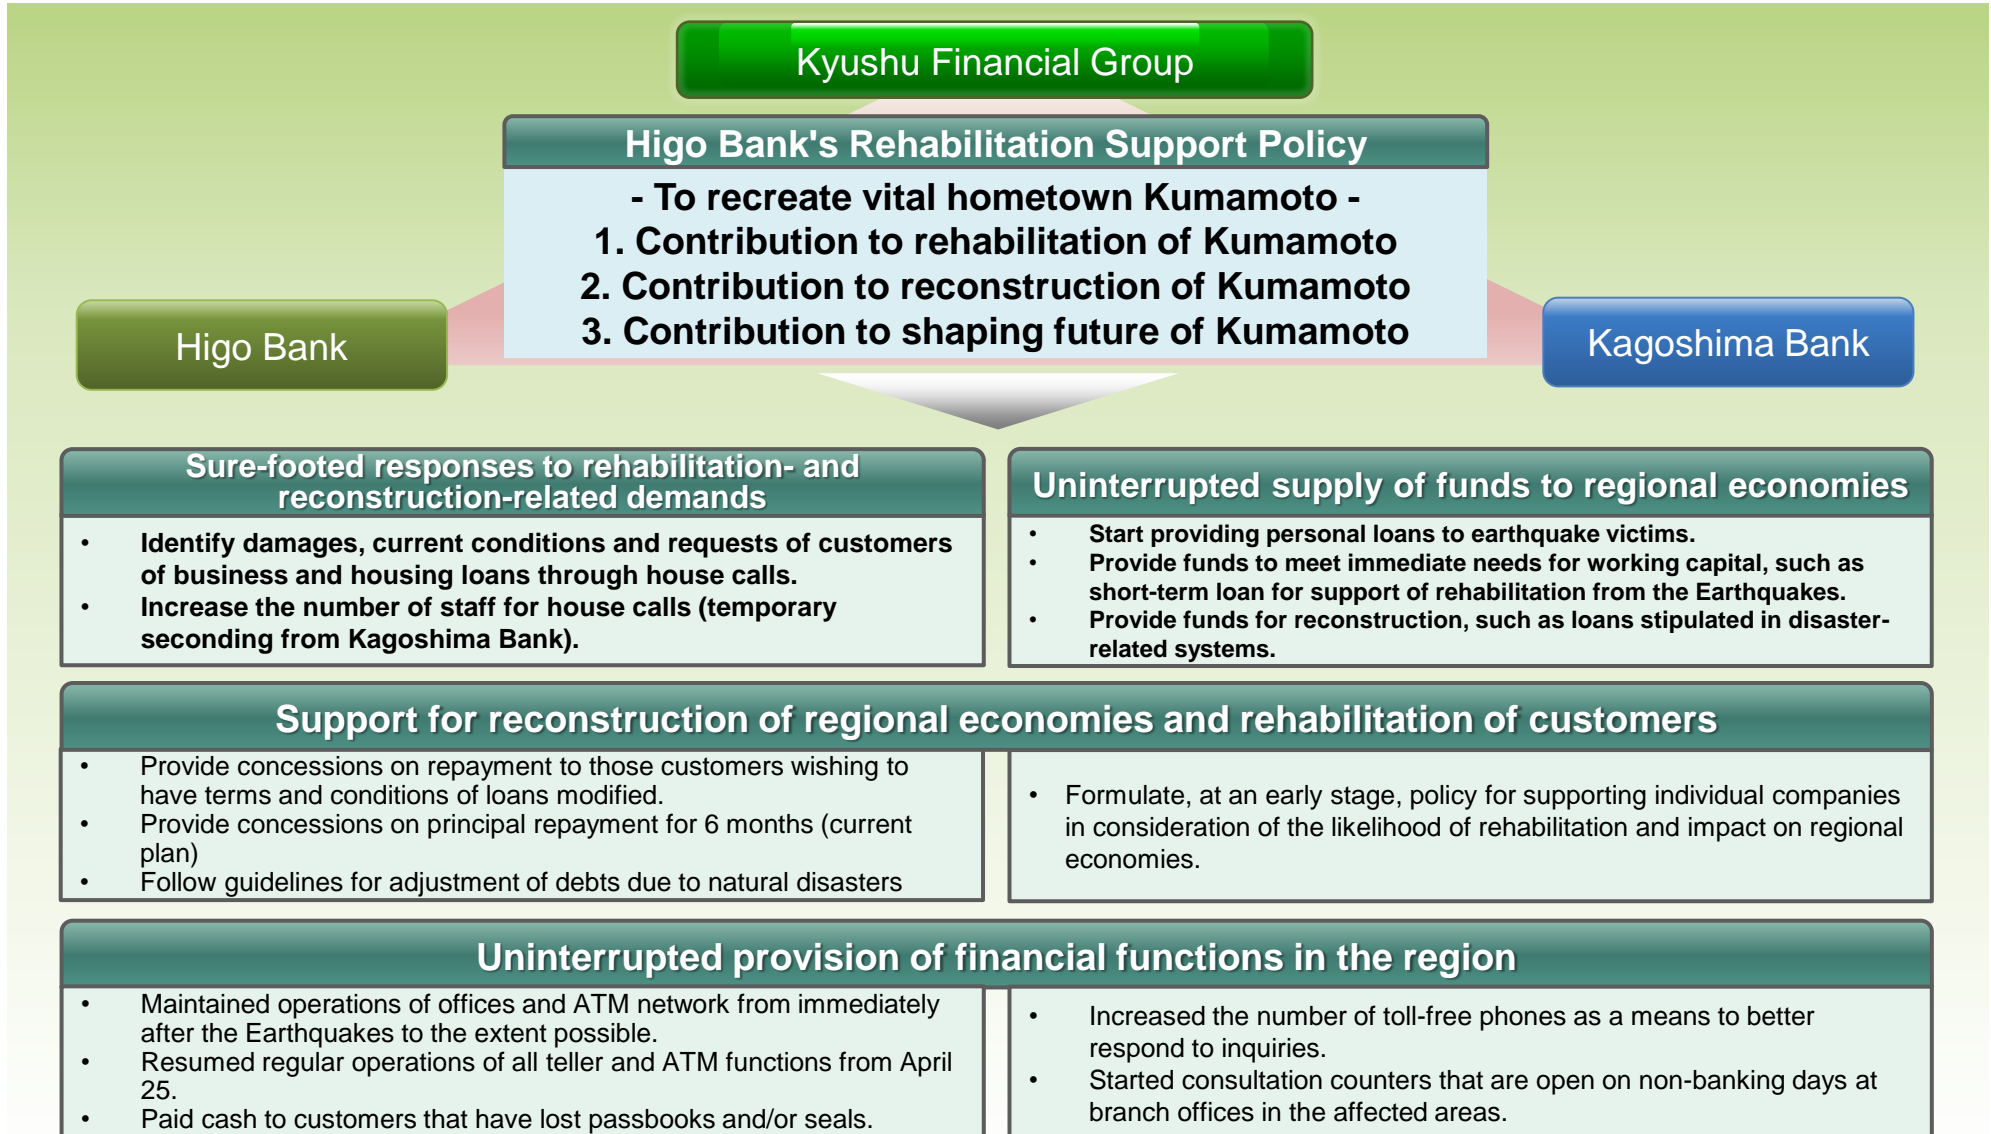 Kyushu Financial Group
Higo Bank's Rehabilitation Support Policy
- To recreate vital hometown Kumamoto -
1. Contribution to rehabilitation of Kumamoto
2. Contribution to reconstruction of Kumamoto
3. Contribution to shaping future of Kumamoto
Higo Bank
Kagoshima Bank
Sure-footed responses to rehabilitation- and
reconstruction-related demands
• Identify damages, current conditions and requests of customers
of business and housing loans through house calls.
• Increase the number of staff for house calls (temporary
seconding from Kagoshima Bank).
Uninterrupted supply of funds to regional economies
• Start providing personal loans to earthquake victims.
• Provide funds to meet immediate needs for working capital, such as
short-term loan for support of rehabilitation from the Earthquakes.
• Provide funds for reconstruction, such as loans stipulated in disaster-
related systems.
Support for reconstruction of regional economies and rehabilitation of customers
• Provide concessions on repayment to those customers wishing to
have terms and conditions of loans modified.
• Provide concessions on principal repayment for 6 months (current
plan)
• Follow guidelines for adjustment of debts due to natural disasters
• Formulate, at an early stage, policy for supporting individual companies
in consideration of the likelihood of rehabilitation and impact on regional
economies.
Uninterrupted provision of financial functions in the region
• Maintained operations of offices and ATM network from immediately
after the Earthquakes to the extent possible.
• Resumed regular operations of all teller and ATM functions from April
25.
• Paid cash to customers that have lost passbooks and/or seals.
• Increased the number of toll-free phones as a means to better
respond to inquiries.
• Started consultation counters that are open on non-banking days at
branch offices in the affected areas.